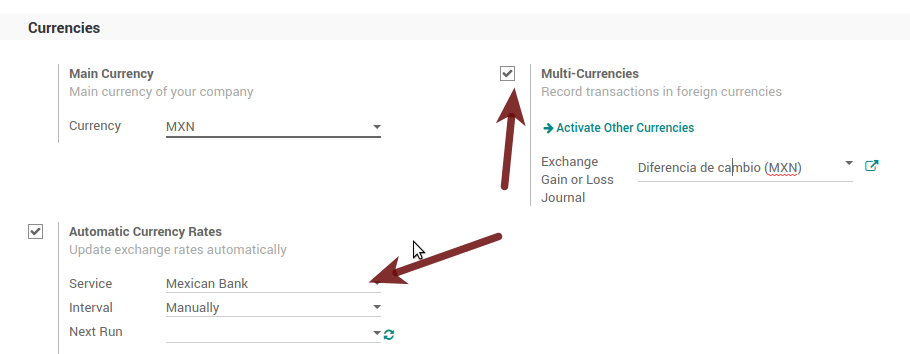 Currencies
Main Currency
Main currency of your company
Currency MXN
Multi-Currencies
Record transactions in foreign currencies
Activate Other Currencies
Exchange Gain or Loss Journal
Diferencia de cambio (MXN)
Automatic Currency Rates
Update exchange rates automatically
Service Mexican Bank
Interval Manually
Next Run